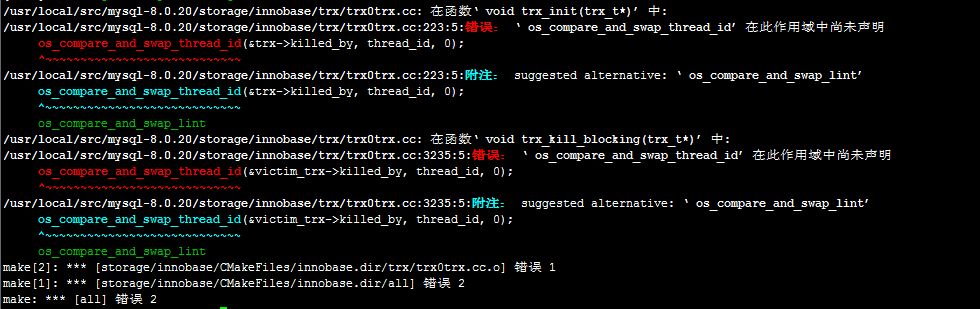 /usr/local/src/mysql-8.0.20/storage/innobase/trx/trx0trx.cc: 在函数‘void trx_init(trx_t*)’中:
/usr/local/src/mysql-8.0.20/storage/innobase/trx/trx0trx.cc:223:5:错误： ‘os_compare_and_swap_thread_id’在此作用域中尚未声明
os_compare_and_swap_thread_id(&trx->killed_by, thread_id, 0);
^~~~~~~~~~~~~~~~~~~~~~~~~~~~~
/usr/local/src/mysql-8.0.20/storage/innobase/trx/trx0trx.cc:223:5:附注： suggested alternative: ‘os_compare_and_swap_lint’
os_compare_and_swap_thread_id(&trx->killed_by, thread_id, 0);
^~~~~~~~~~~~~~~~~~~~~~~~~~~~~
os_compare_and_swap_lint
/usr/local/src/mysql-8.0.20/storage/innobase/trx/trx0trx.cc: 在函数‘void trx_kill_blocking(trx_t*)’中:
/usr/local/src/mysql-8.0.20/storage/innobase/trx/trx0trx.cc:3235:5:错误： ‘os_compare_and_swap_thread_id’在此作用域中尚未声明
os_compare_and_swap_thread_id(&victim_trx->killed_by, thread_id, 0);
^~~~~~~~~~~~~~~~~~~~~~~~~~~~~
/usr/local/src/mysql-8.0.20/storage/innobase/trx/trx0trx.cc:3235:5:附注： suggested alternative: ‘os_compare_and_swap_lint’
os_compare_and_swap_thread_id(&victim_trx->killed_by, thread_id, 0);
^~~~~~~~~~~~~~~~~~~~~~~~~~~~~
os_compare_and_swap_lint
make[2]: *** [storage/innobase/CMakeFiles/innobase.dir/trx/trx0trx.cc.o] 错误 1
make[1]: *** [storage/innobase/CMakeFiles/innobase.dir/all] 错误 2
make: *** [all] 错误 2